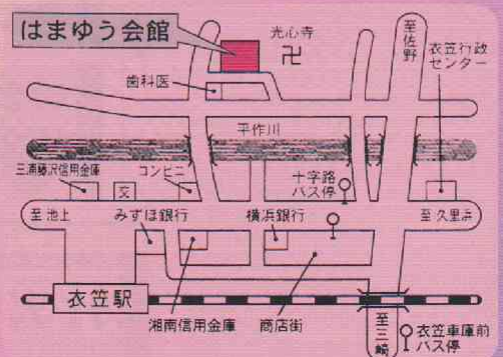 はまゆう会館
光心寺
至佐野
衣笠行政
センター
歯科医
平作川
三浦藤沢信用金庫
交
コンビニ
十字路
バス停
至池上
みずほ銀行
横浜銀行
至久里浜
衣笠駅
湘南信用金庫
商店街
至三崎
衣笠車庫前
バス停